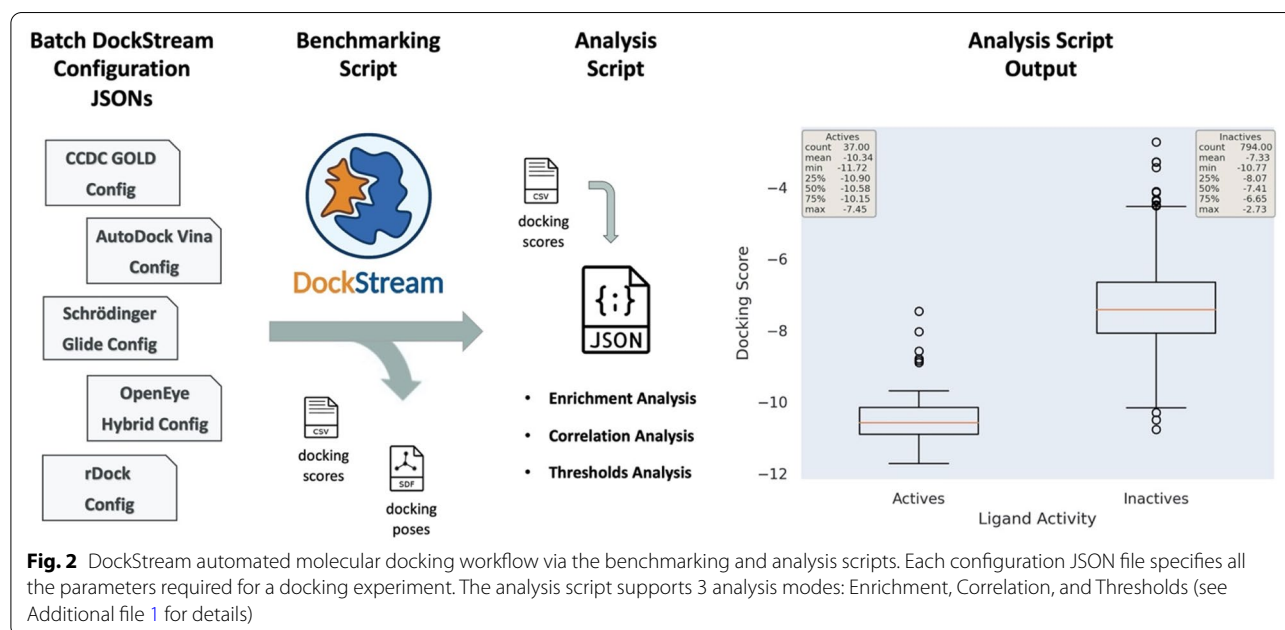 Batch DockStream
Configuration
JSONs
CCDC GOLD
Config
AutoDock Vina
Config
Schrödinger
Glide Config
OpenEye
Hybrid Config
rDock
Config
Benchmarking
Script
DockStream
CSV
docking
scores
SDF
docking
poses
Analysis
Script
CSV
docking
scores
{;}
JSON
• Enrichment Analysis
• Correlation Analysis
• Thresholds Analysis
Analysis Script
Output
Actives
count 37.00
mean -10.34
min -11.72
25% -10.90
50% -10.58
75% -10.15
max -7.45
Inactives
count 794.00
mean -7.33
min -10.77
25% -8.07
50% -7.41
75% -6.65
max -2.73
Docking Score
−4
−6
−8
−10
−12
Actives
Inactives
Ligand Activity
Fig. 2 DockStream automated molecular docking workflow via the benchmarking and analysis scripts. Each configuration JSON file specifies all
the parameters required for a docking experiment. The analysis script supports 3 analysis modes: Enrichment, Correlation, and Thresholds (see
Additional file 1 for details)